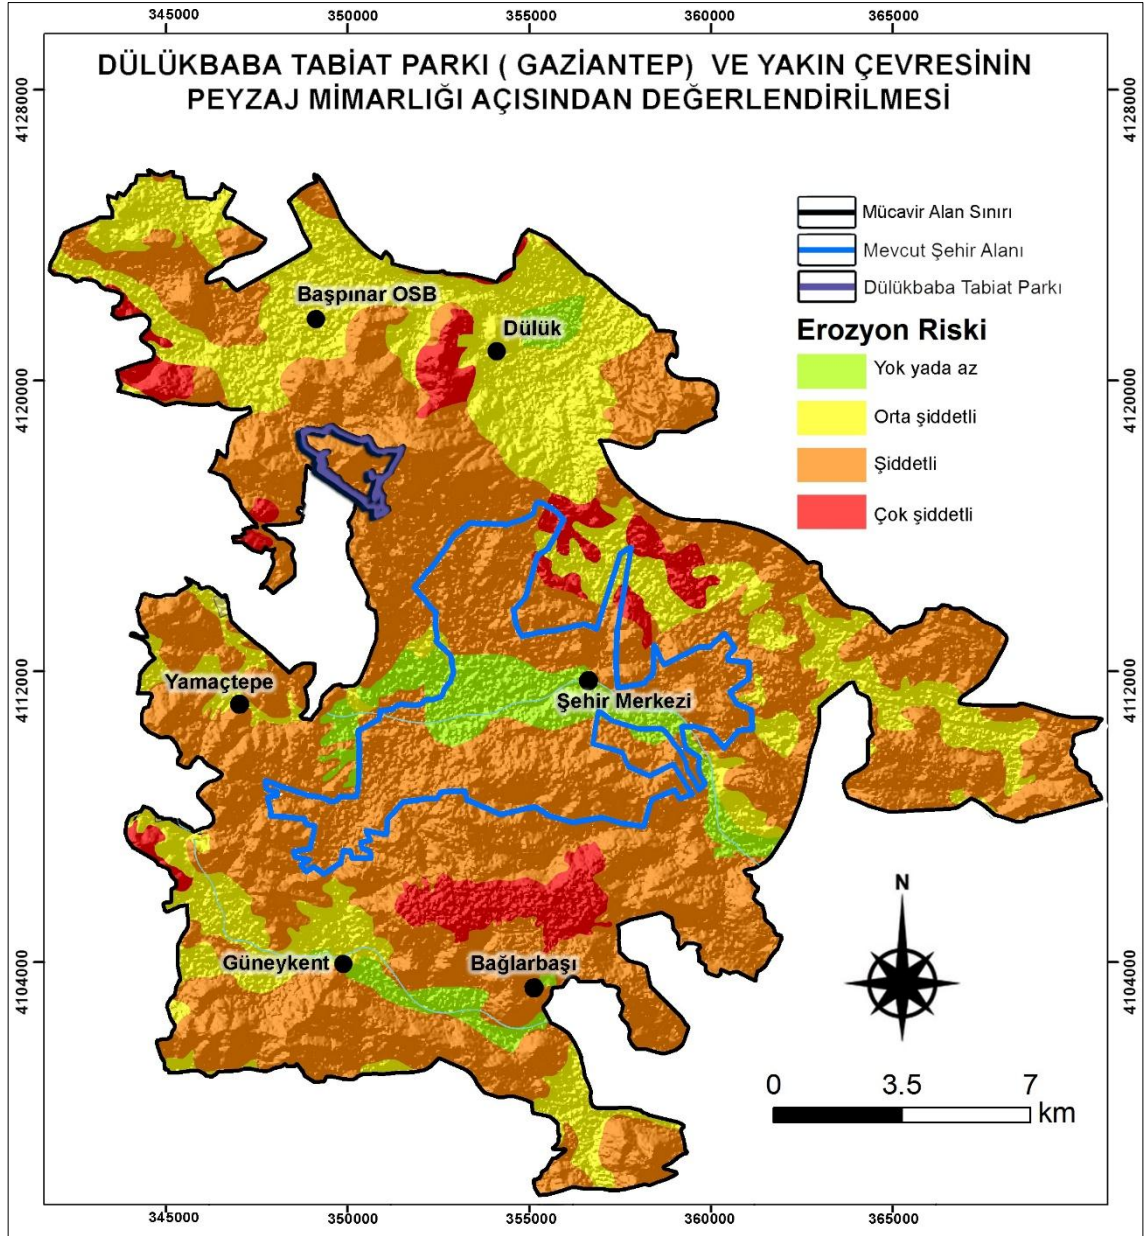 345000 350000 355000 360000 365000
DÜLÜKBABA TABİAT PARKI ( GAZİANTEP) VE YAKIN ÇEVRESİNİN
PEYZAJ MİMARLIĞI AÇISINDAN DEĞERLENDİRİLMESİ
4128000 4128000
Mücavir Alan Sınırı
Mevcut Şehir Alanı
Dülükbaba Tabiat Parkı
Erozyon Riski
Yok yada az
Orta şiddetli
Şiddetli
Çok şiddetli
Başpınar OSB
Dülük
4120000 4120000
Yamaçtepe
Şehir Merkezi
4112000 4112000
Güneykent
Bağlarbaşı
4104000 4104000
N
0 3.5 7
km
345000 350000 355000 360000 365000